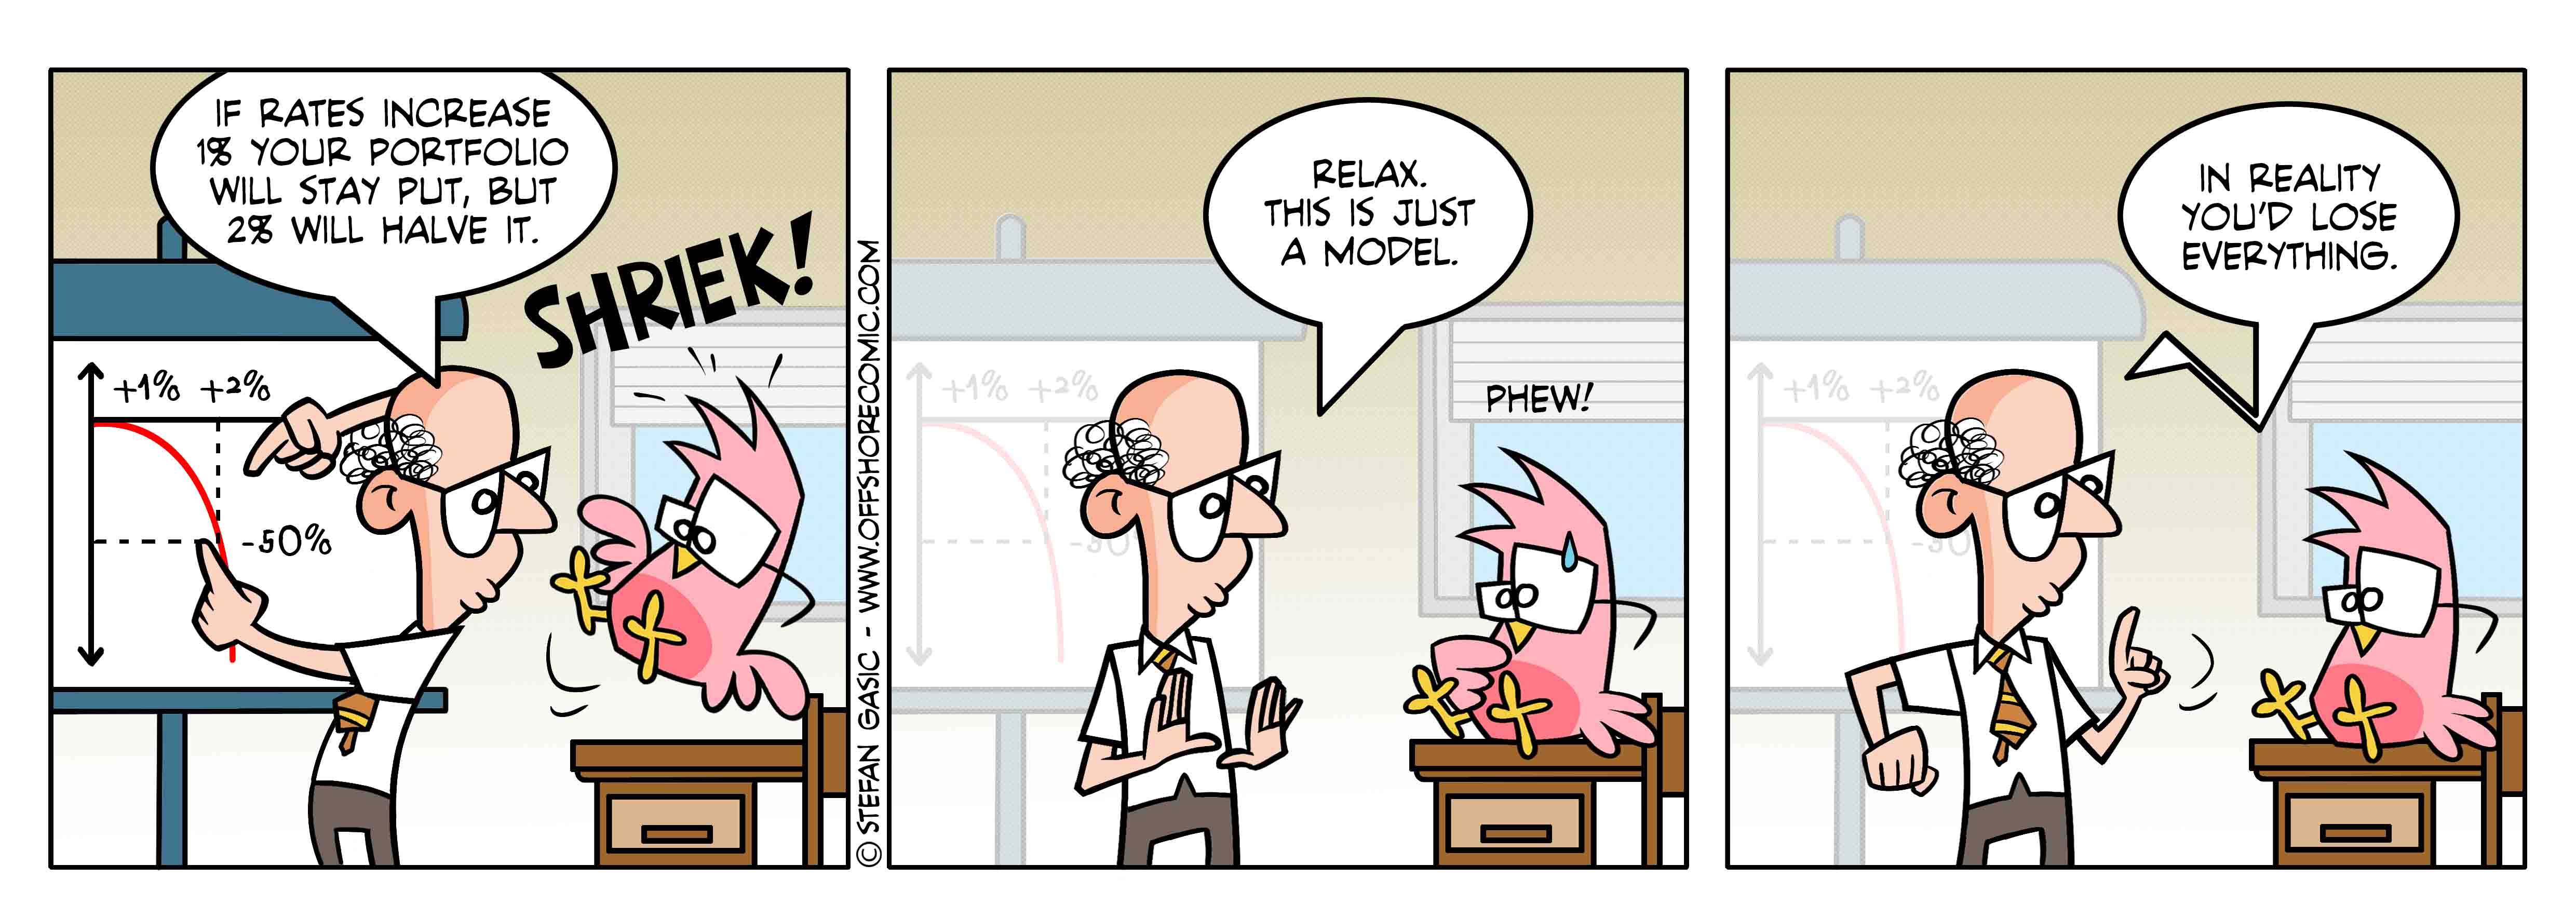 IF RATES INCREASE
1% YOUR PORTFOLIO
WILL STAY PUT, BUT
2% WILL HALVE IT.
SHRIEK!
+1% +2%
-50%
© STEFAN GASIC - WWW.OFFSHORECOMIC.COM
RELAX.
THIS IS JUST
A MODEL.
PHEW!
+1% +2%
-50
IN REALITY
YOU'D LOSE
EVERYTHING.
+1% +2%
-50